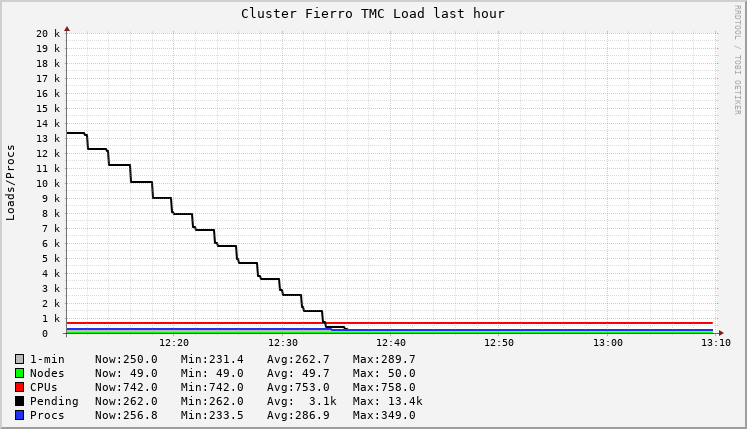 Cluster Fierro TMC Load last hour
RRDTOOL / TOBI OETIKER
Loads/Procs
20 k
19 k
18 k
17 k
16 k
15 k
14 k
13 k
12 k
11 k
10 k
9 k
8 k
7 k
6 k
5 k
4 k
3 k
2 k
1 k
0
12:20 12:30 12:40 12:50 13:00 13:10
1-min Now:250.0 Min:231.4 Avg:262.7 Max:289.7
Nodes Now: 49.0 Min: 49.0 Avg: 49.7 Max: 50.0
CPUs Now:742.0 Min:742.0 Avg:753.0 Max:758.0
Pending Now:262.0 Min:262.0 Avg: 3.1k Max: 13.4k
Procs Now:256.8 Min:233.5 Avg:286.9 Max:349.0